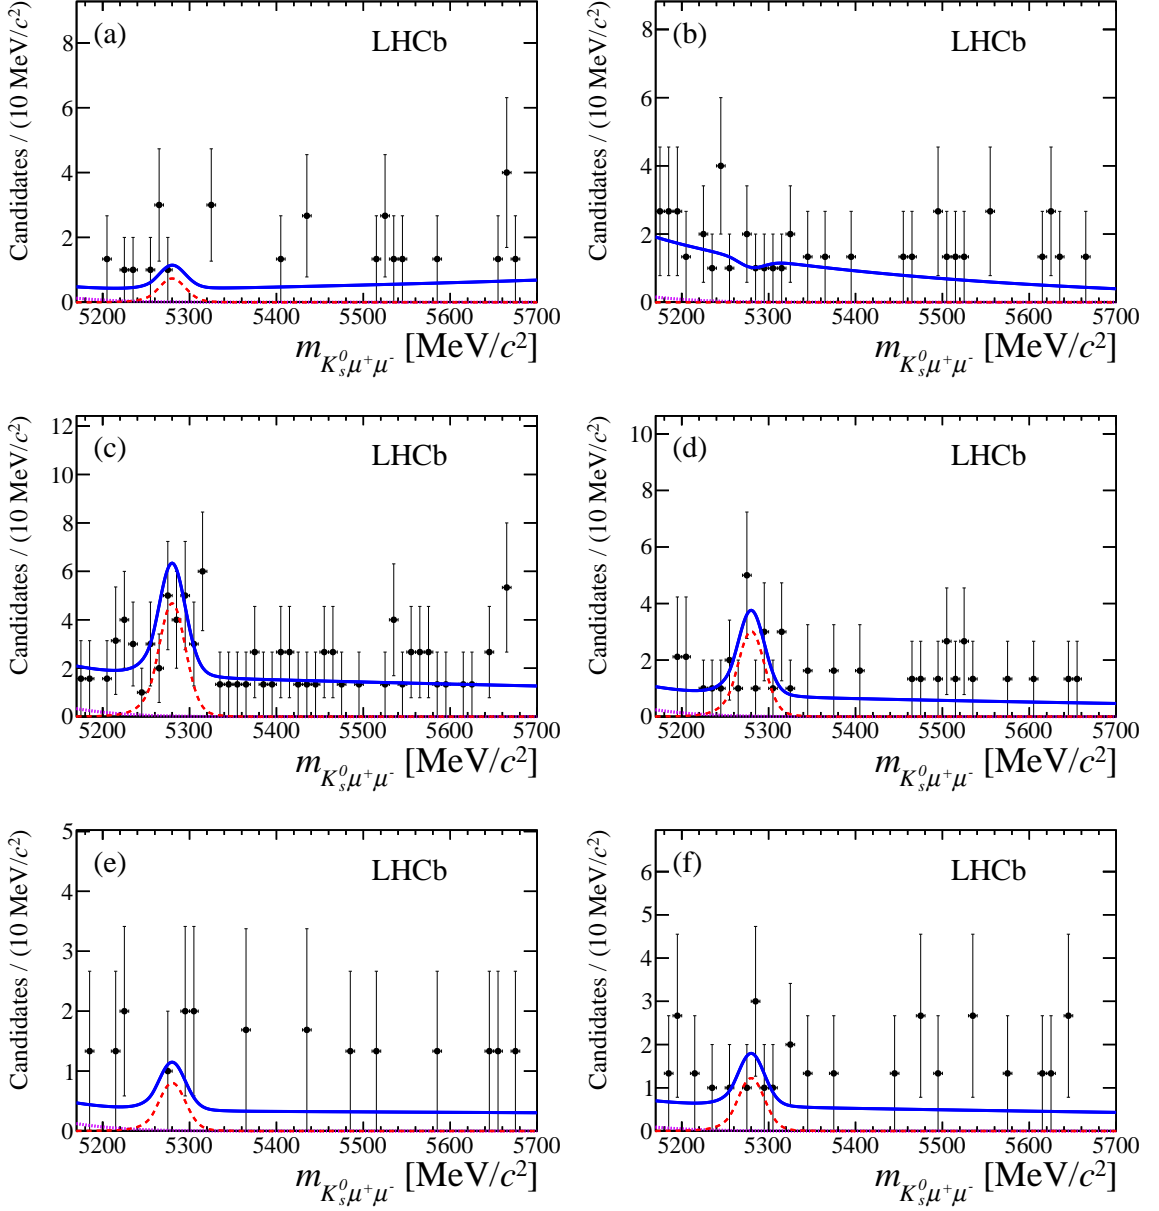 (a) LHCb
Candidates / (10 MeV/c²)
8
6
4
2
0
5200 5300 5400 5500 5600 5700
m_{K_s^0 μ⁺μ⁻} [MeV/c²]
(b) LHCb
Candidates / (10 MeV/c²)
8
6
4
2
0
5200 5300 5400 5500 5600 5700
m_{K_s^0 μ⁺μ⁻} [MeV/c²]
(c) LHCb
Candidates / (10 MeV/c²)
12
10
8
6
4
2
0
5200 5300 5400 5500 5600 5700
m_{K_s^0 μ⁺μ⁻} [MeV/c²]
(d) LHCb
Candidates / (10 MeV/c²)
10
8
6
4
2
0
5200 5300 5400 5500 5600 5700
m_{K_s^0 μ⁺μ⁻} [MeV/c²]
(e) LHCb
Candidates / (10 MeV/c²)
5
4
3
2
1
0
5200 5300 5400 5500 5600 5700
m_{K_s^0 μ⁺μ⁻} [MeV/c²]
(f) LHCb
Candidates / (10 MeV/c²)
6
5
4
3
2
1
0
5200 5300 5400 5500 5600 5700
m_{K_s^0 μ⁺μ⁻} [MeV/c²]